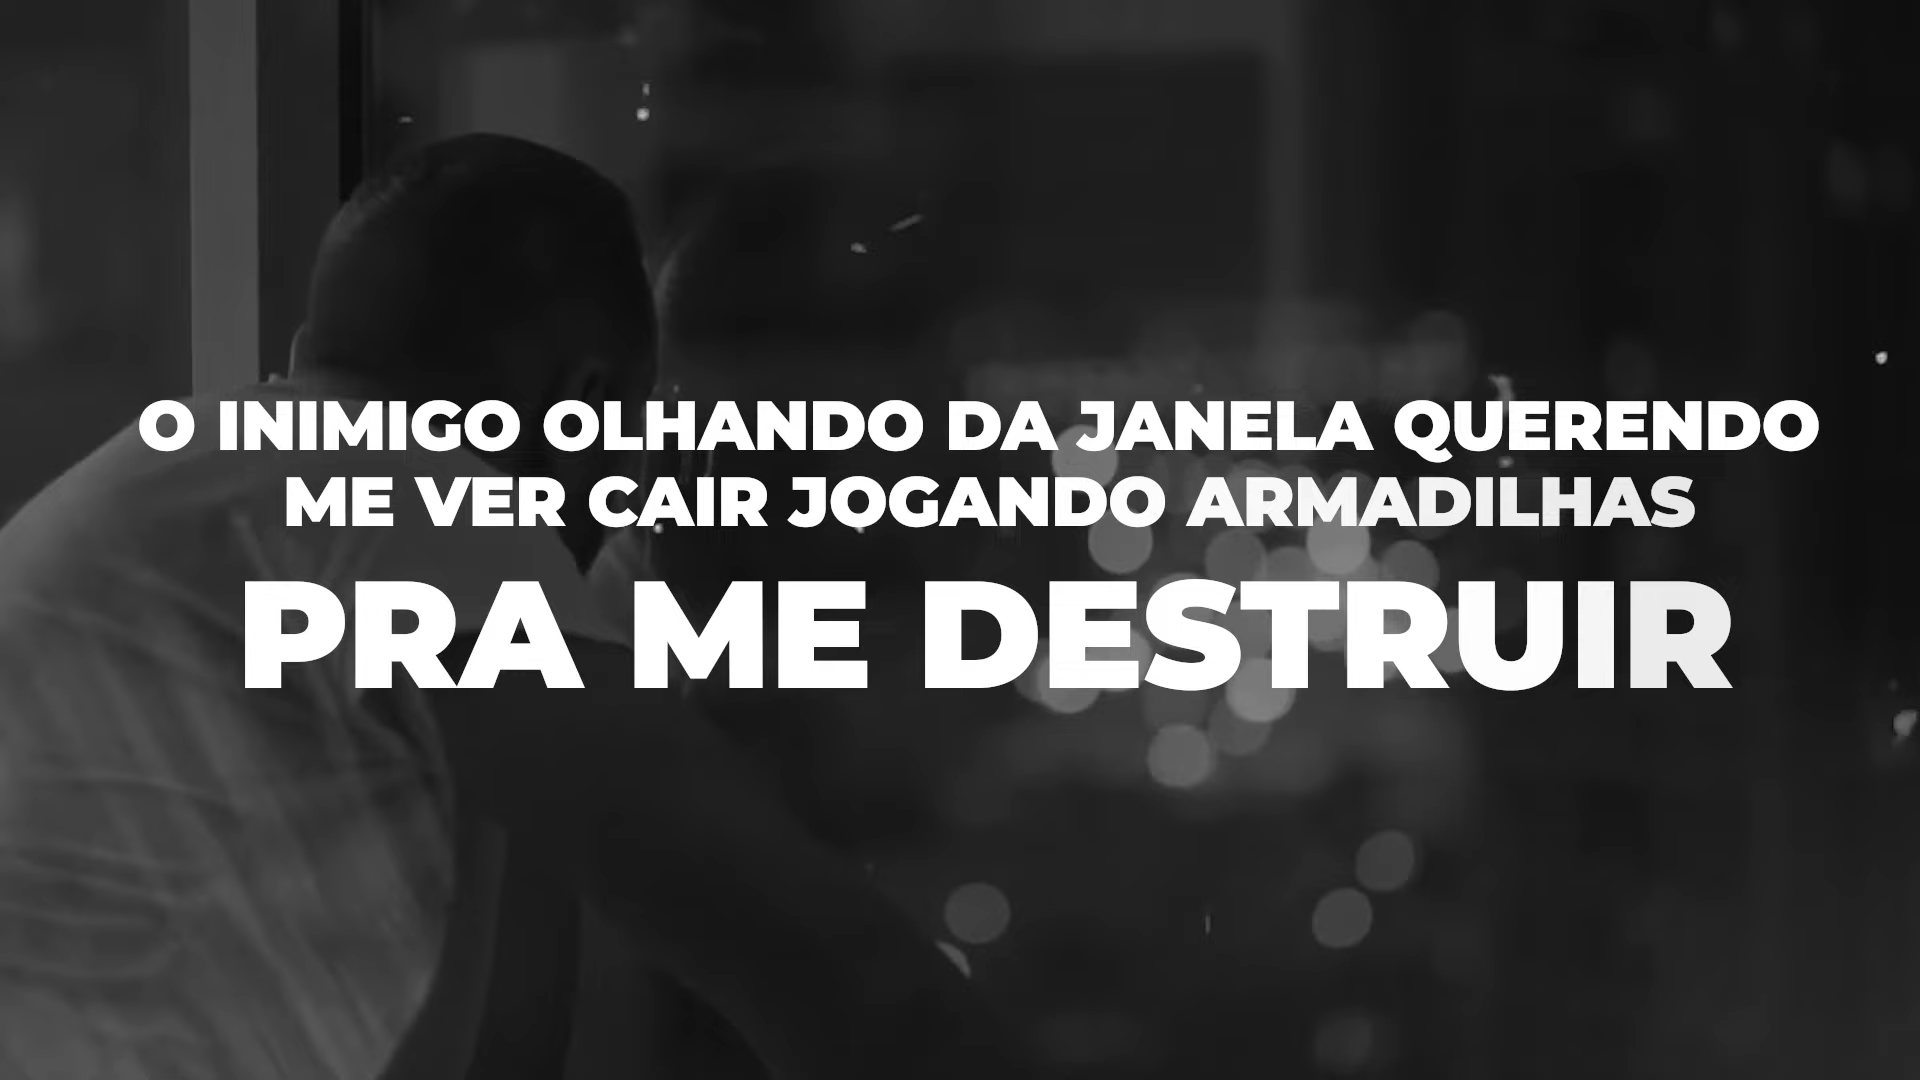 O INIMIGO OLHANDO DA JANELA QUERENDO
ME VER CAIR JOGANDO ARMADILHAS
PRA ME DESTRUIR